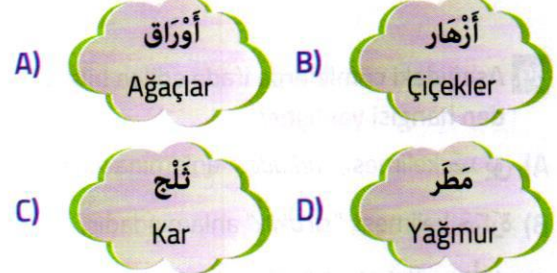 A) أَوْرَاق
Ağaçlar
B) أَزْهَار
Çiçekler
C) ثَلْج
Kar
D) مَطَر
Yağmur